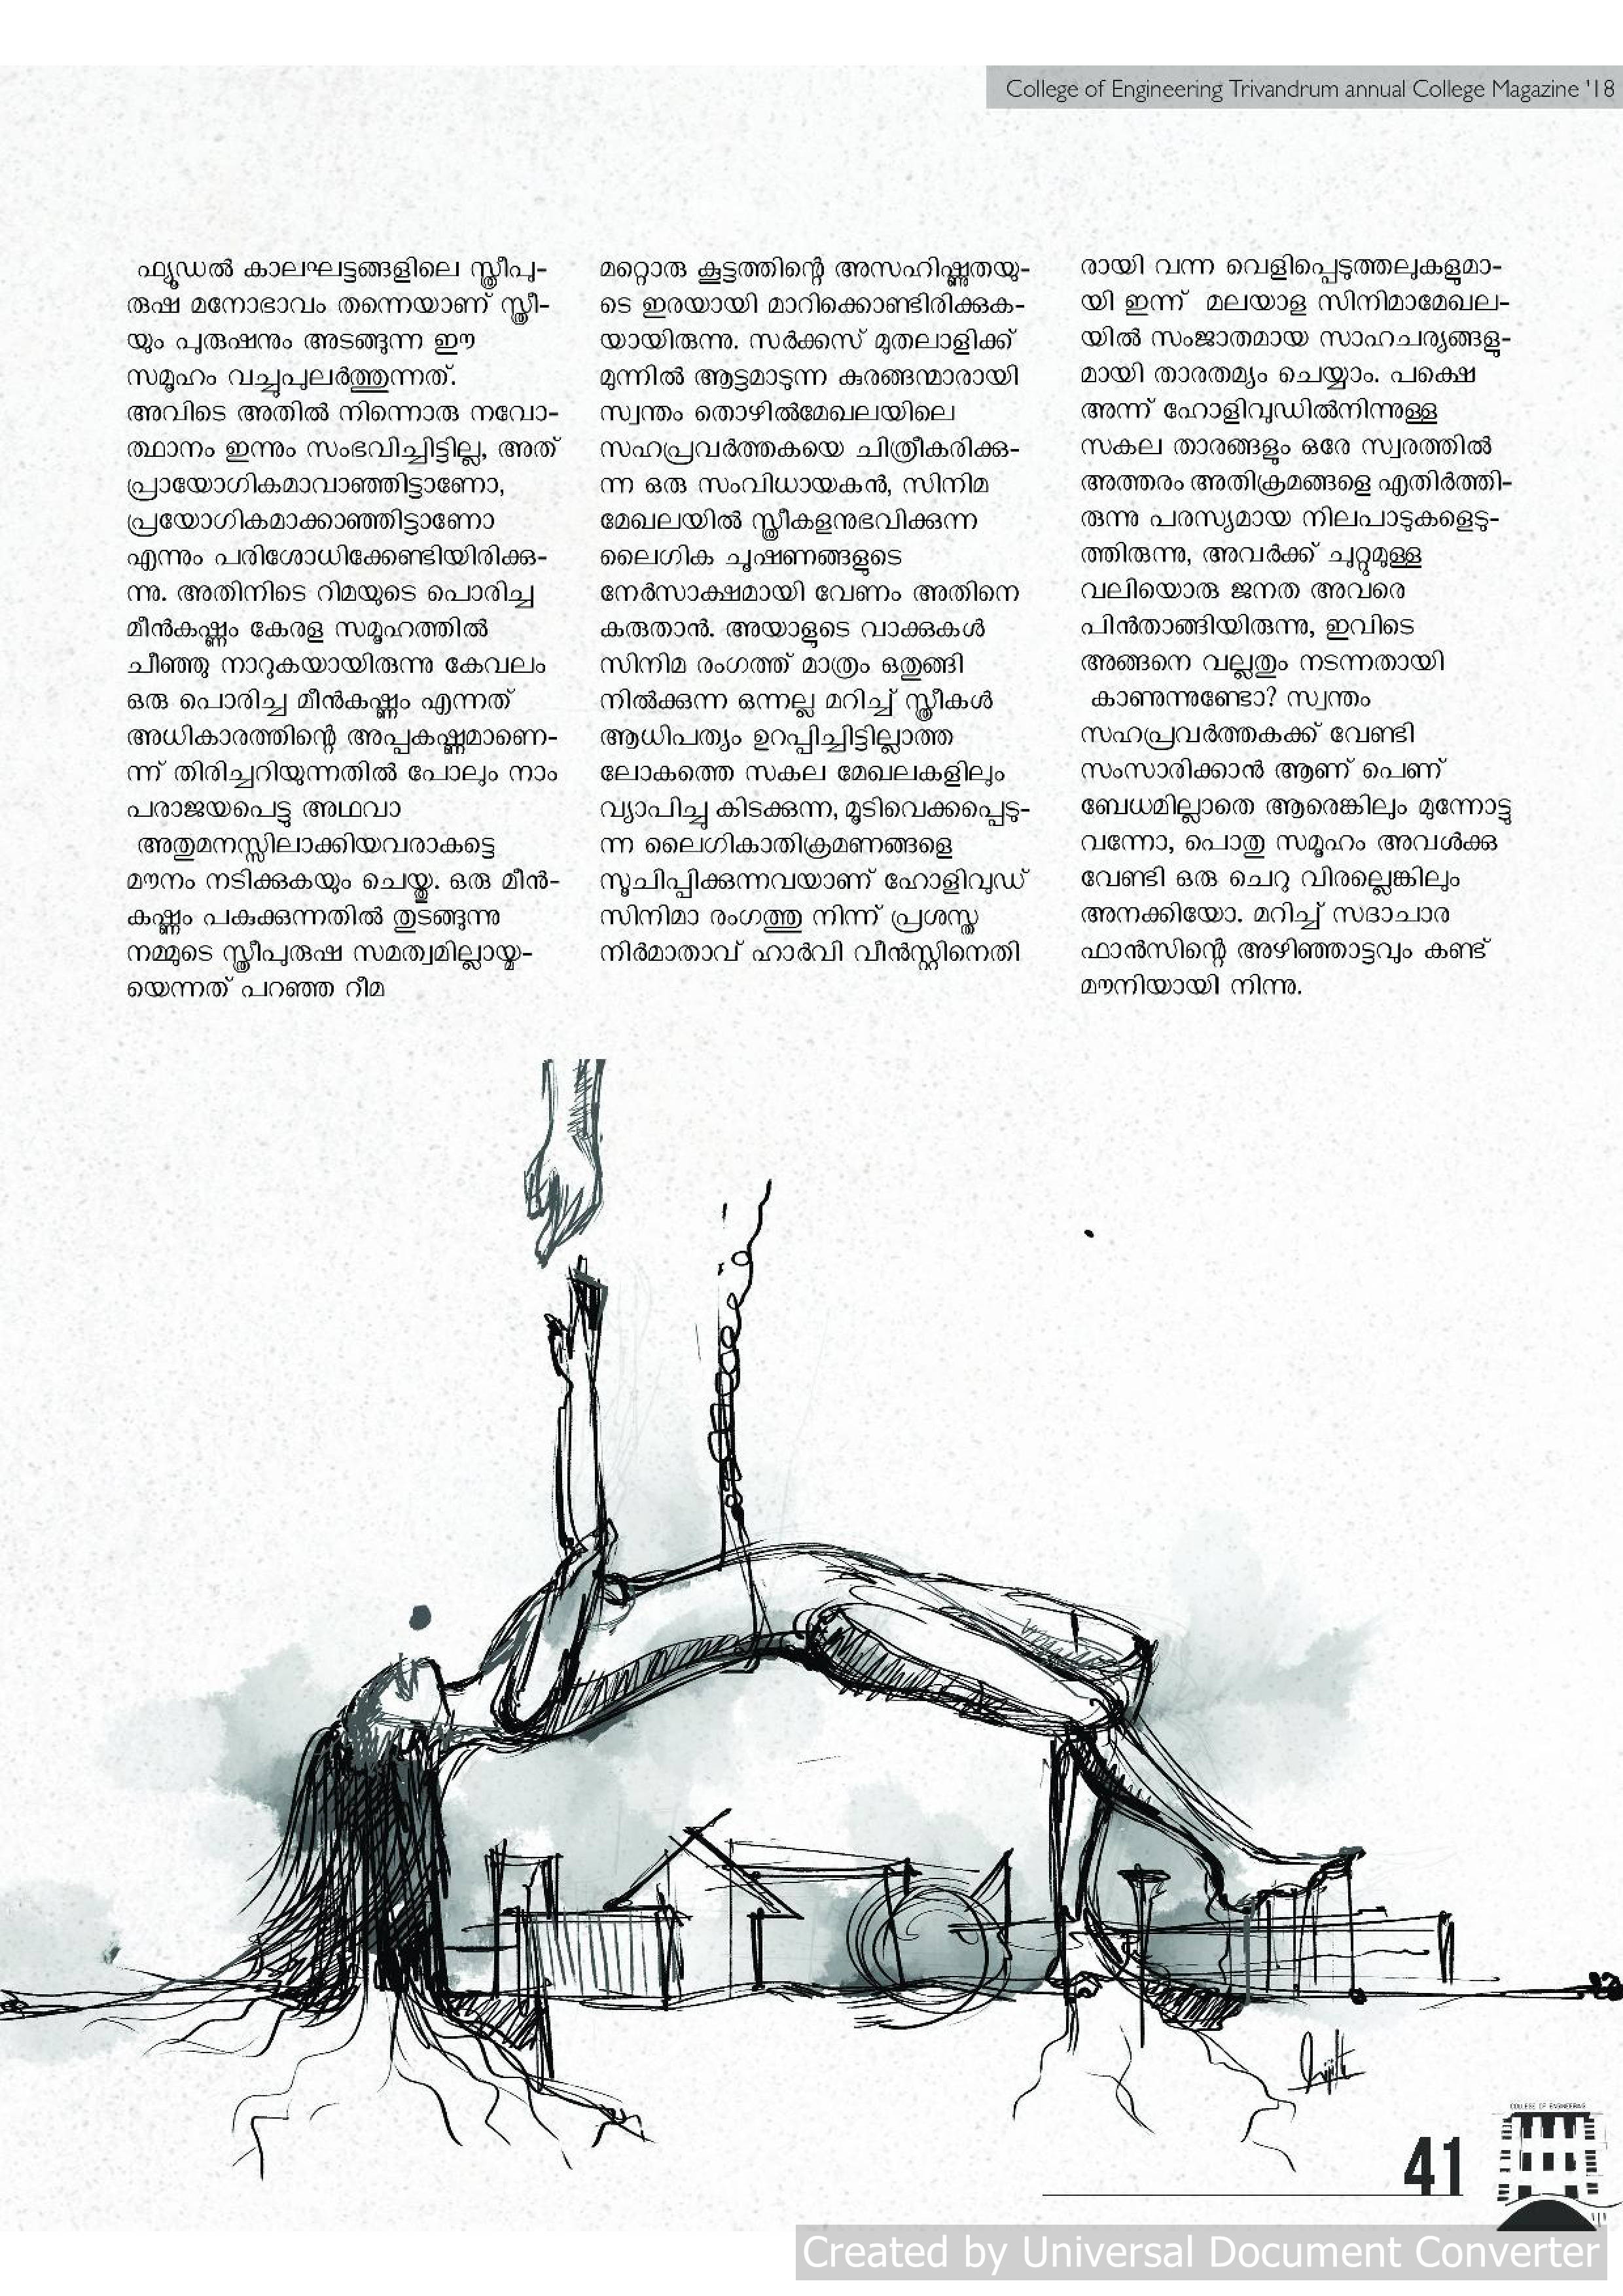 College of Engineering Trivandrum annual College Magazine '18
ഫ്യൂഡൽ കാലഘട്ടങ്ങളിലെ സ്ത്രീപു-
രുഷ മനോഭാവം തന്നെയാണ് സ്ത്രീ-
യും പുരുഷനും അടങ്ങുന്ന ഈ
സമൂഹം വച്ചുപുലർത്തുന്നത്.
അവിടെ അതിൽ നിന്നൊരു നവോ-
ത്ഥാനം ഇന്നും സംഭവിച്ചിട്ടില്ല, അത്
പ്രായോഗികമാവാഞ്ഞിട്ടാണോ,
പ്രയോഗികമാക്കാഞ്ഞിട്ടാണോ
എന്നും പരിശോധിക്കേണ്ടിയിരിക്കു-
ന്നു. അതിനിടെ റിമയുടെ പൊരിച്ച
മീൻകഷ്ണം കേരള സമൂഹത്തിൽ
ചീഞ്ഞു നാറുകയായിരുന്നു കേവലം
ഒരു പൊരിച്ച മീൻകഷ്ണം എന്നത്
അധികാരത്തിന്റെ അപ്പകഷ്ണമാണെ-
ന്ന് തിരിച്ചറിയുന്നതിൽ പോലും നാം
പരാജയപെട്ടു അഥവാ
അതുമനസ്സിലാക്കിയവരാകട്ടെ
മൗനം നടിക്കുകയും ചെയ്തു. ഒരു മീൻ-
കഷ്ണം പകുക്കുന്നതിൽ തുടങ്ങുന്നു
നമ്മുടെ സ്ത്രീപുരുഷ സമത്വമില്ലായ്മ-
യെന്നത് പറഞ്ഞ റീമ
മറ്റൊരു കൂട്ടത്തിന്റെ അസഹിഷ്ണുതയു-
ടെ ഇരയായി മാറിക്കൊണ്ടിരിക്കുക-
യായിരുന്നു. സർക്കസ് മുതലാളിക്ക്
മുന്നിൽ ആട്ടമാടുന്ന കുരങ്ങന്മാരായി
സ്വന്തം തൊഴിൽമേഖലയിലെ
സഹപ്രവർത്തകയെ ചിത്രീകരിക്കു-
ന്ന ഒരു സംവിധായകൻ, സിനിമ
മേഖലയിൽ സ്ത്രീകളനുഭവിക്കുന്ന
ലൈഗിക ചൂഷണങ്ങളുടെ
നേർസാക്ഷമായി വേണം അതിനെ
കരുതാൻ. അയാളുടെ വാക്കുകൾ
സിനിമ രംഗത്ത് മാത്രം ഒതുങ്ങി
നിൽക്കുന്ന ഒന്നല്ല മറിച്ച് സ്ത്രീകൾ
ആധിപത്യം ഉറപ്പിച്ചിട്ടില്ലാത്ത
ലോകത്തെ സകല മേഖലകളിലും
വ്യാപിച്ചു കിടക്കുന്ന, മൂടിവെക്കപ്പെടു-
ന്ന ലൈഗികാതിക്രമണങ്ങളെ
സൂചിപ്പിക്കുന്നവയാണ് ഹോളിവുഡ്
സിനിമാ രംഗത്തു നിന്ന് പ്രശസ്ത
നിർമാതാവ് ഹാർവി വീൻസ്റ്റിനെതി
രായി വന്ന വെളിപ്പെടുത്തലുകളുമാ-
യി ഇന്ന് മലയാള സിനിമാമേഖല-
യിൽ സംജാതമായ സാഹചര്യങ്ങളു-
മായി താരതമ്യം ചെയ്യാം. പക്ഷെ
അന്ന് ഹോളിവുഡിൽനിന്നുള്ള
സകല താരങ്ങളും ഒരേ സ്വരത്തിൽ
അത്തരം അതിക്രമങ്ങളെ എതിർത്തി-
രുന്നു പരസ്യമായ നിലപാടുകളെടു-
ത്തിരുന്നു, അവർക്ക് ചുറ്റുമുള്ള
വലിയൊരു ജനത അവരെ
പിൻതാങ്ങിയിരുന്നു, ഇവിടെ
അങ്ങനെ വല്ലതും നടന്നതായി
കാണുന്നുണ്ടോ? സ്വന്തം
സഹപ്രവർത്തകക്ക് വേണ്ടി
സംസാരിക്കാൻ ആണ് പെണ്
ബേധമില്ലാതെ ആരെങ്കിലും മുന്നോട്ടു
വന്നോ, പൊതു സമൂഹം അവൾക്കു
വേണ്ടി ഒരു ചെറു വിരല്ലെങ്കിലും
അനക്കിയോ. മറിച്ച് സദാചാര
ഫാൻസിന്റെ അഴിഞ്ഞാട്ടവും കണ്ട്
മൗനിയായി നിന്നു.
COLLEGE OF ENGINEERING
41
Created by Universal Document Converter